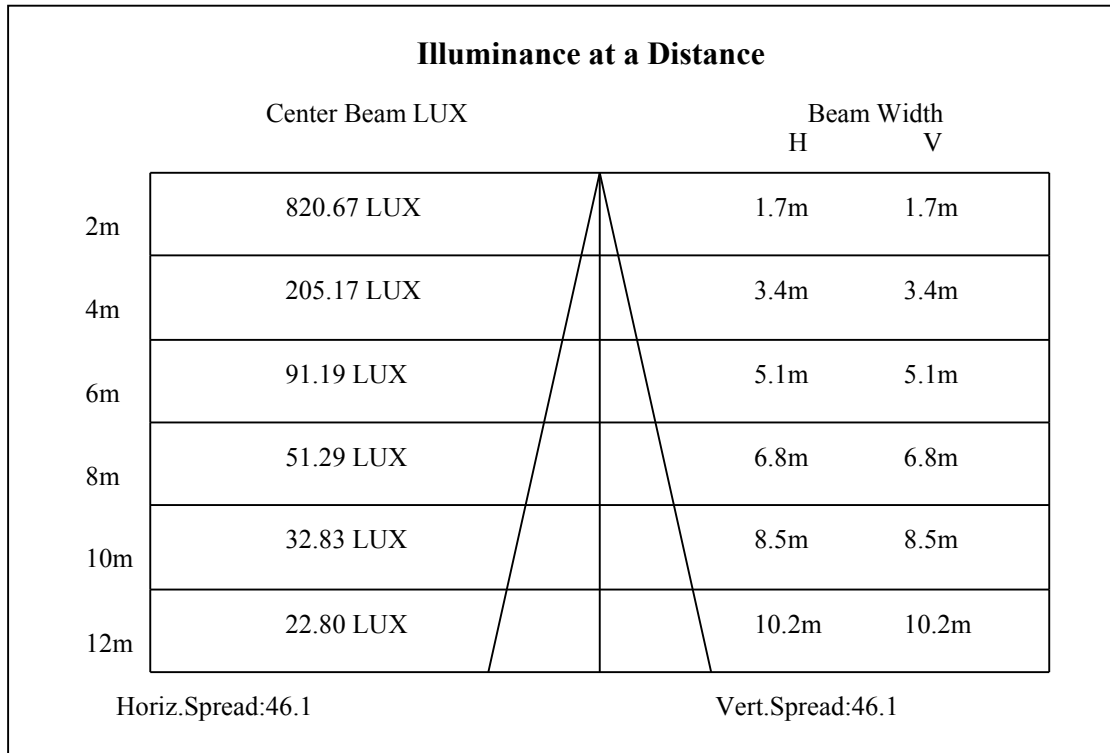 Illuminance at a Distance
Center Beam LUX Beam Width
H V
2m 820.67 LUX 1.7m 1.7m
4m 205.17 LUX 3.4m 3.4m
6m 91.19 LUX 5.1m 5.1m
8m 51.29 LUX 6.8m 6.8m
10m 32.83 LUX 8.5m 8.5m
12m 22.80 LUX 10.2m 10.2m
Horiz.Spread:46.1 Vert.Spread:46.1